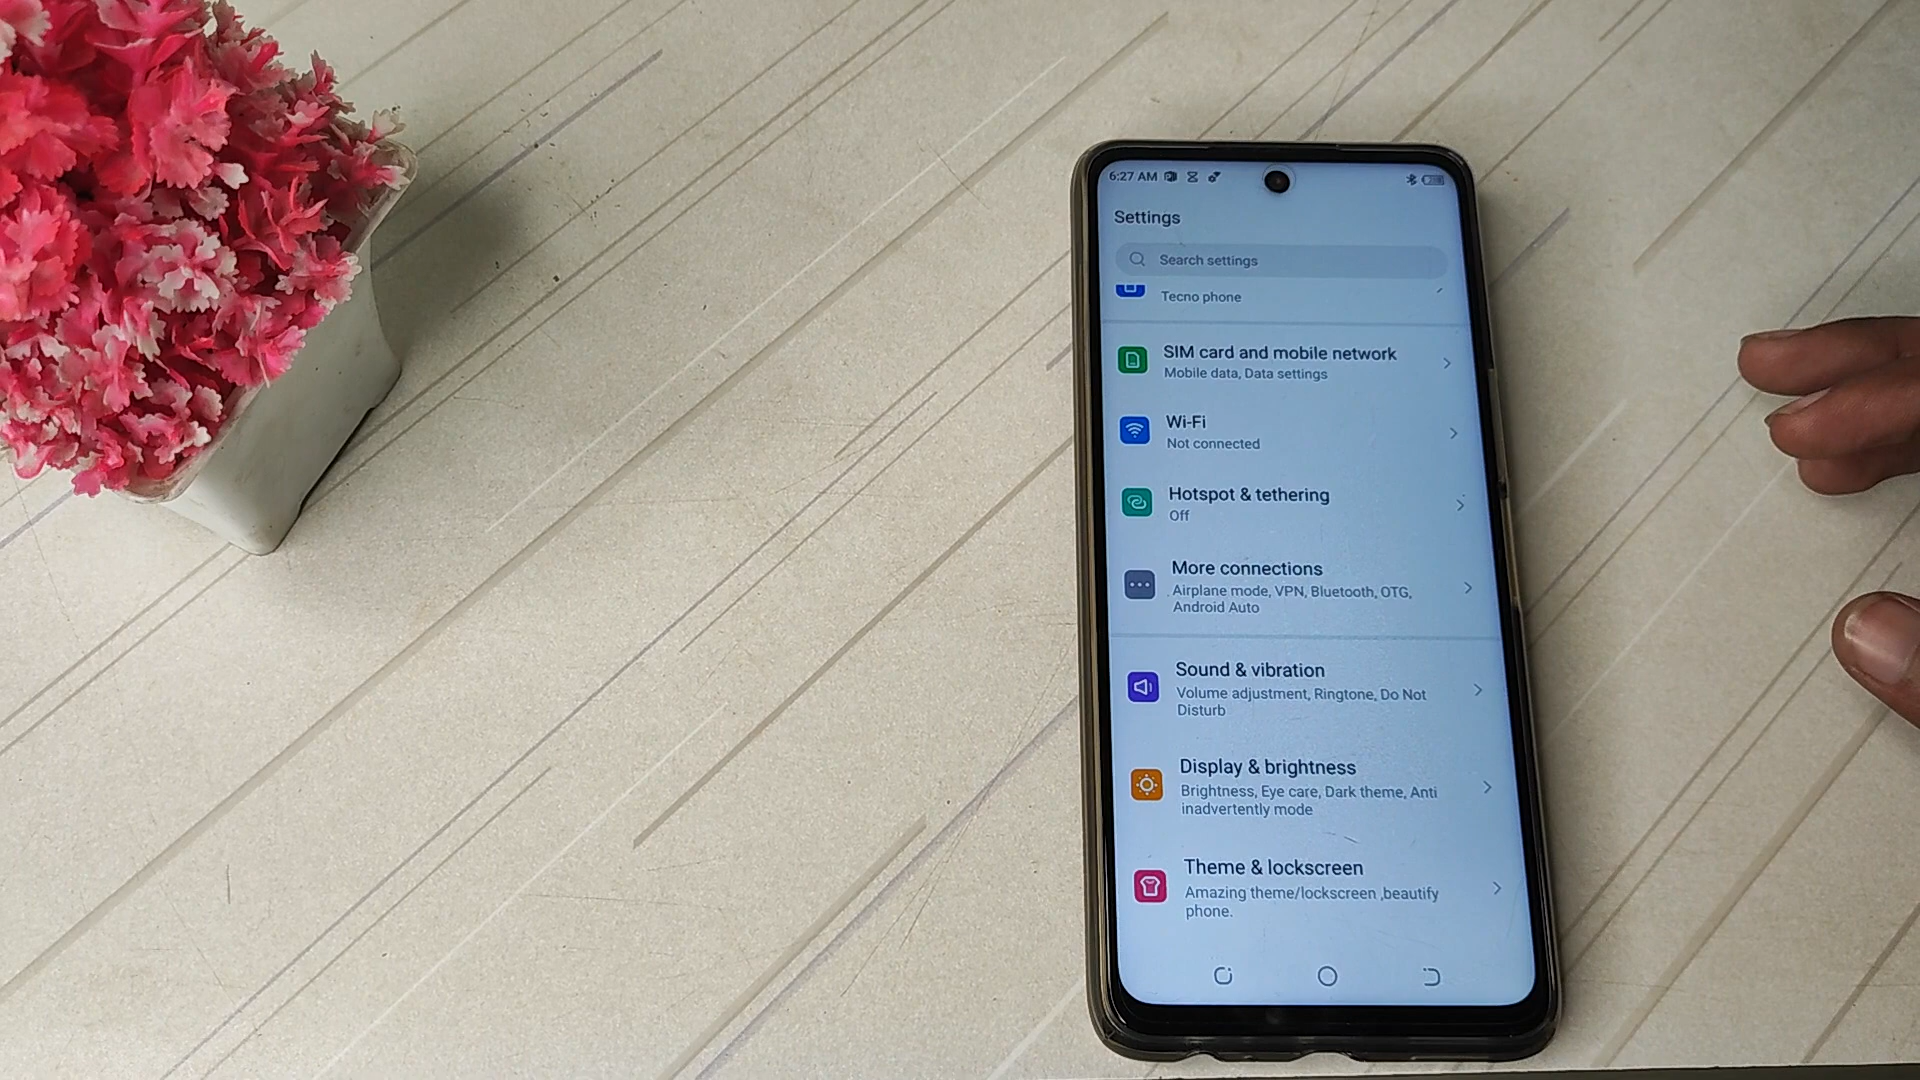 6:27 AM
Settings
Search settings
Tecno phone
SIM card and mobile network
Mobile data, Data settings
Wi-Fi
Not connected
Hotspot & tethering
Off
More connections
Airplane mode, VPN, Bluetooth, OTG,
Android Auto
Sound & vibration
Volume adjustment, Ringtone, Do Not
Disturb
Display & brightness
Brightness, Eye care, Dark theme, Anti
inadvertently mode
Theme & lockscreen
Amazing theme/lockscreen ,beautify
phone.